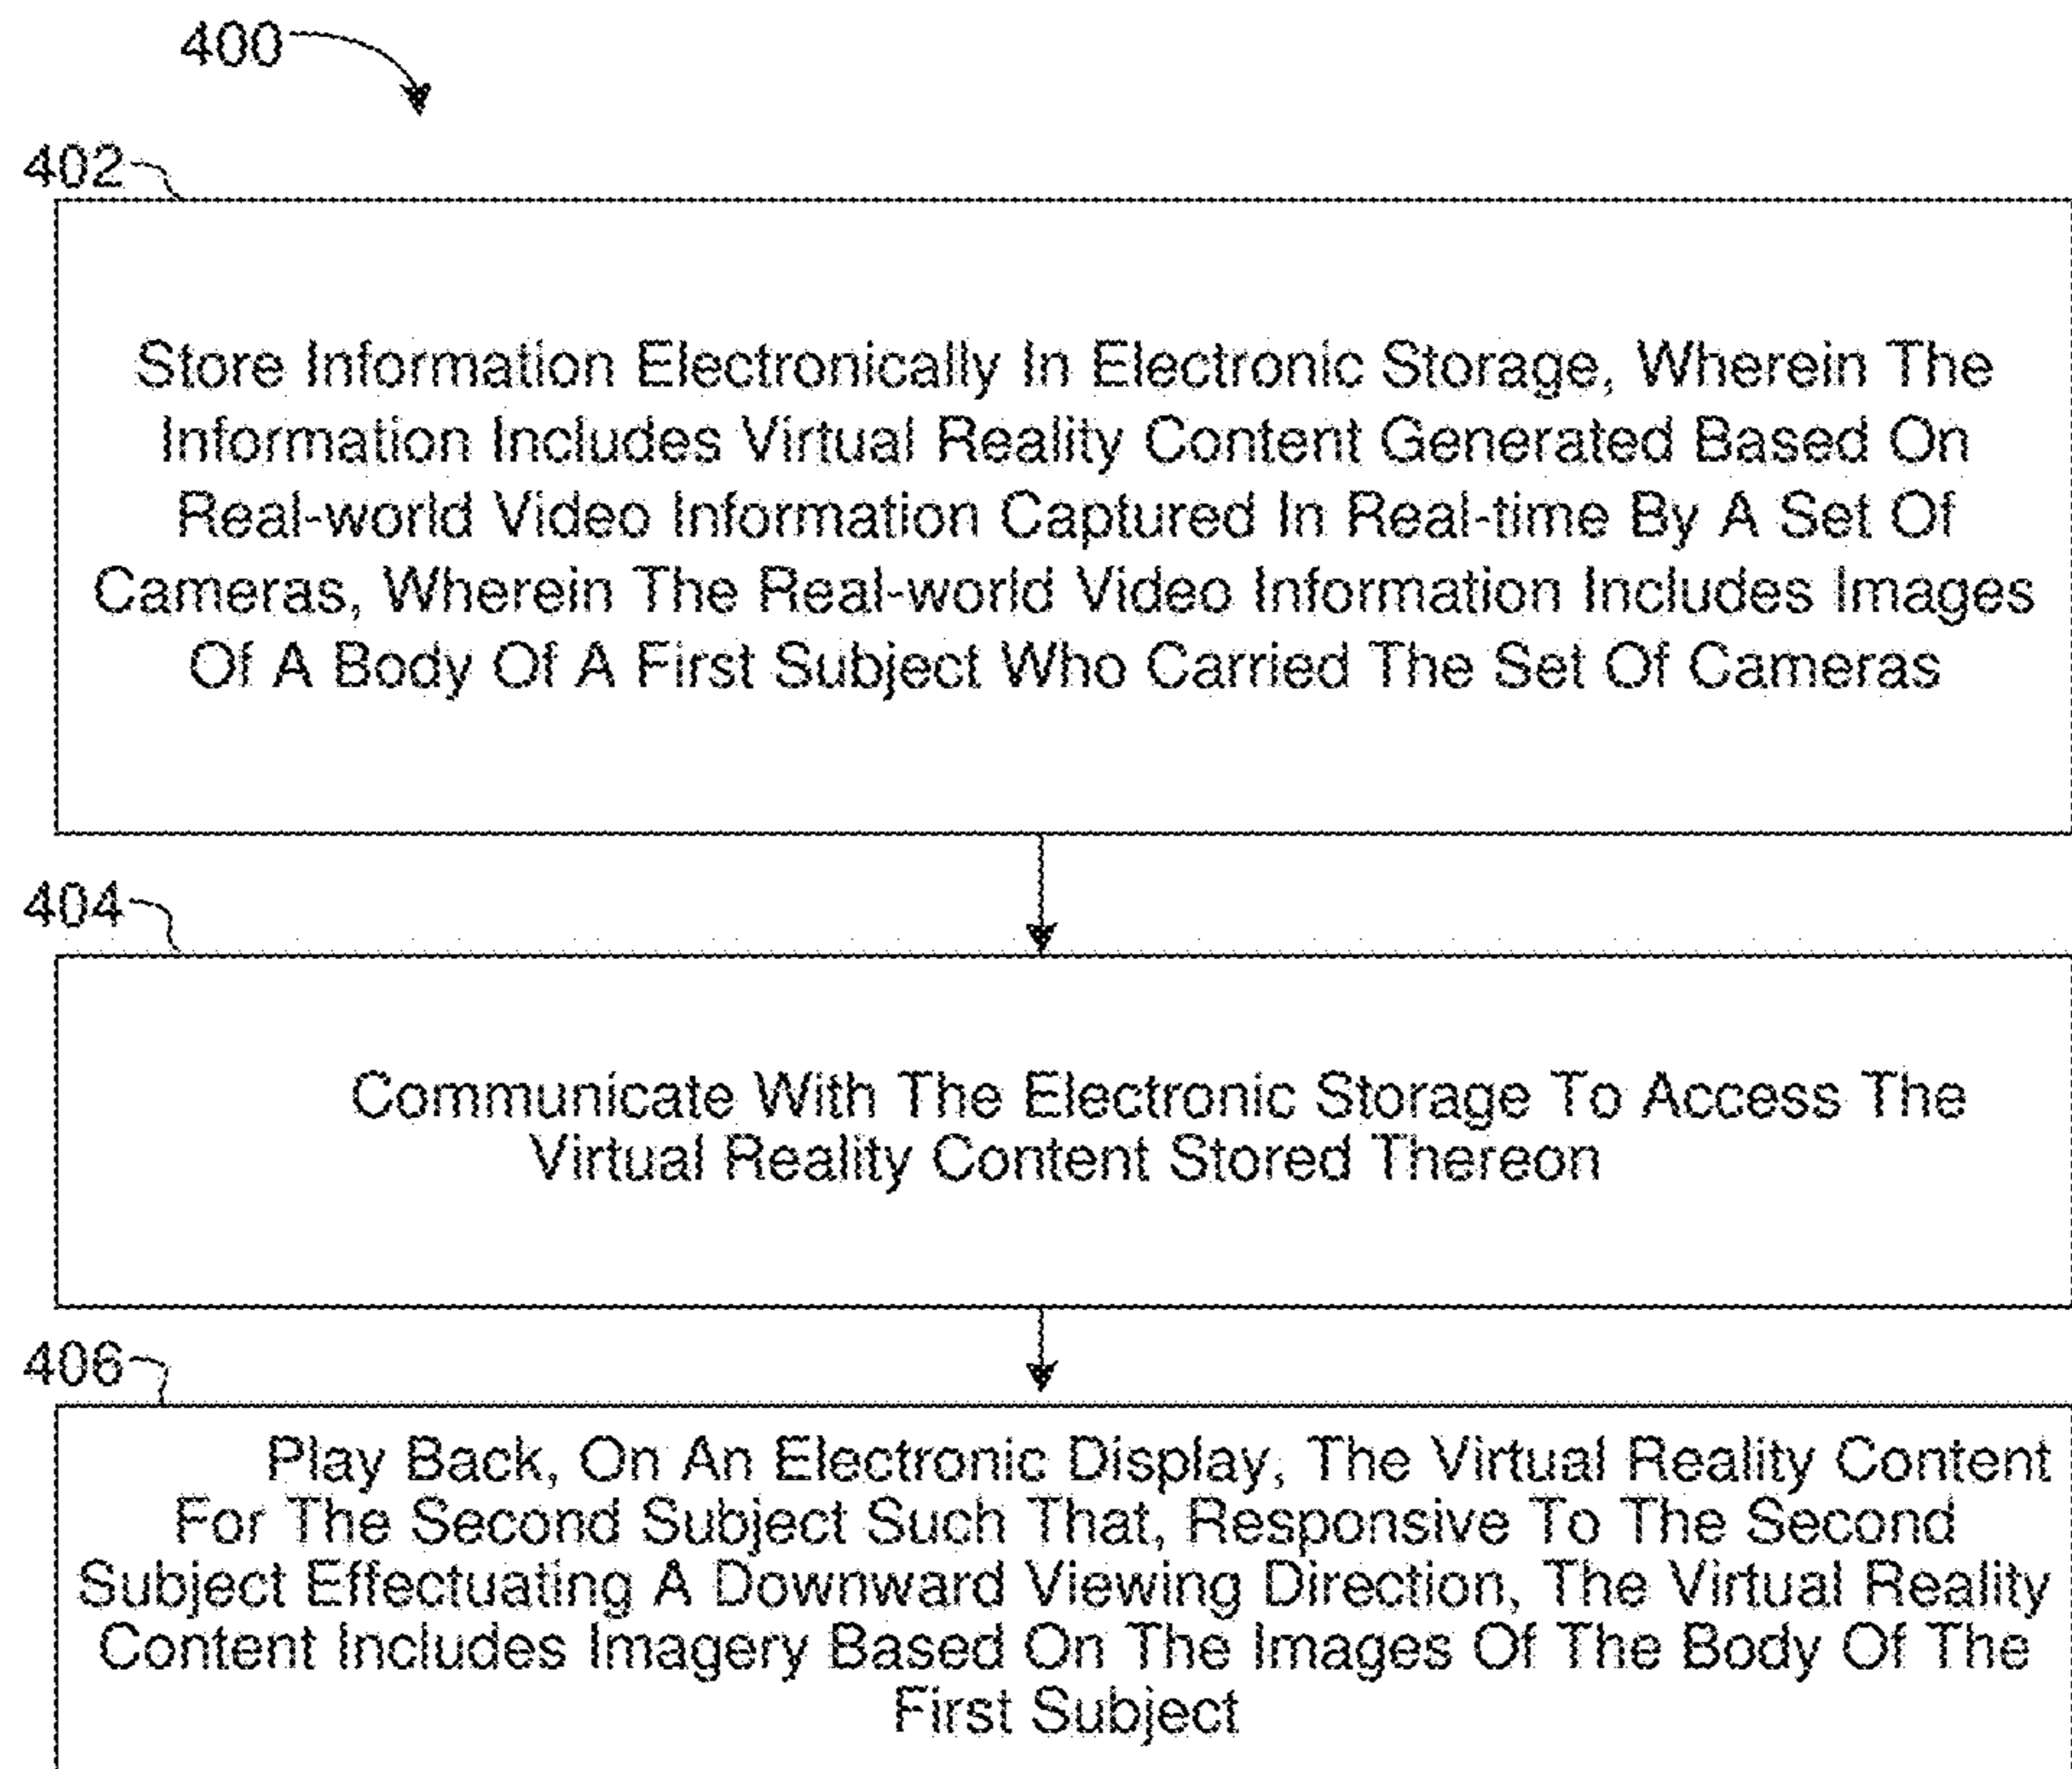 400
402
Store Information Electronically In Electronic Storage, Wherein The
Information Includes Virtual Reality Content Generated Based On
Real-world Video Information Captured In Real-time By A Set Of
Cameras, Wherein The Real-world Video Information Includes Images
Of A Body Of A First Subject Who Carried The Set Of Cameras
404
Communicate With The Electronic Storage To Access The
Virtual Reality Content Stored Thereon
406
Play Back, On An Electronic Display, The Virtual Reality Content
For The Second Subject Such That, Responsive To The Second
Subject Effectuating A Downward Viewing Direction, The Virtual Reality
Content Includes Imagery Based On The Images Of The Body Of The
First Subject